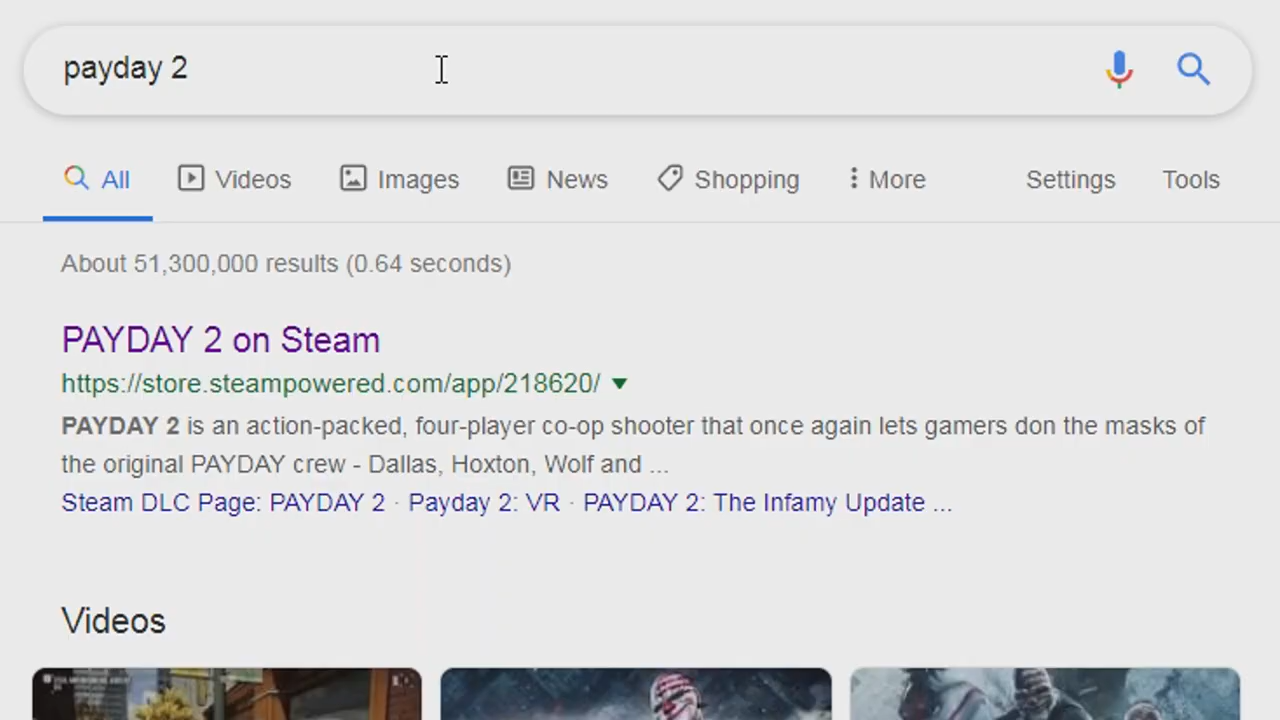 payday 2
All Videos Images News Shopping More Settings Tools
About 51,300,000 results (0.64 seconds)
PAYDAY 2 on Steam
https://store.steampowered.com/app/218620/
PAYDAY 2 is an action-packed, four-player co-op shooter that once again lets gamers don the masks of
the original PAYDAY crew - Dallas, Hoxton, Wolf and ...
Steam DLC Page: PAYDAY 2 · Payday 2: VR · PAYDAY 2: The Infamy Update ...
Videos